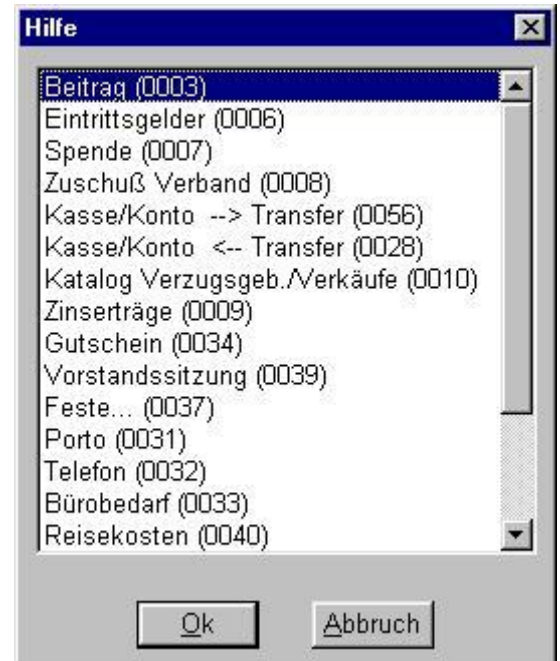 Hilfe
Beitrag (0003)
Eintrittsgelder (0006)
Spende (0007)
Zuschuß Verband (0008)
Kasse/Konto --> Transfer (0056)
Kasse/Konto <-- Transfer (0028)
Katalog Verzugsgeb./Verkäufe (0010)
Zinserträge (0009)
Gutschein (0034)
Vorstandssitzung (0039)
Feste... (0037)
Porto (0031)
Telefon (0032)
Bürobedarf (0033)
Reisekosten (0040)
Ok Abbruch